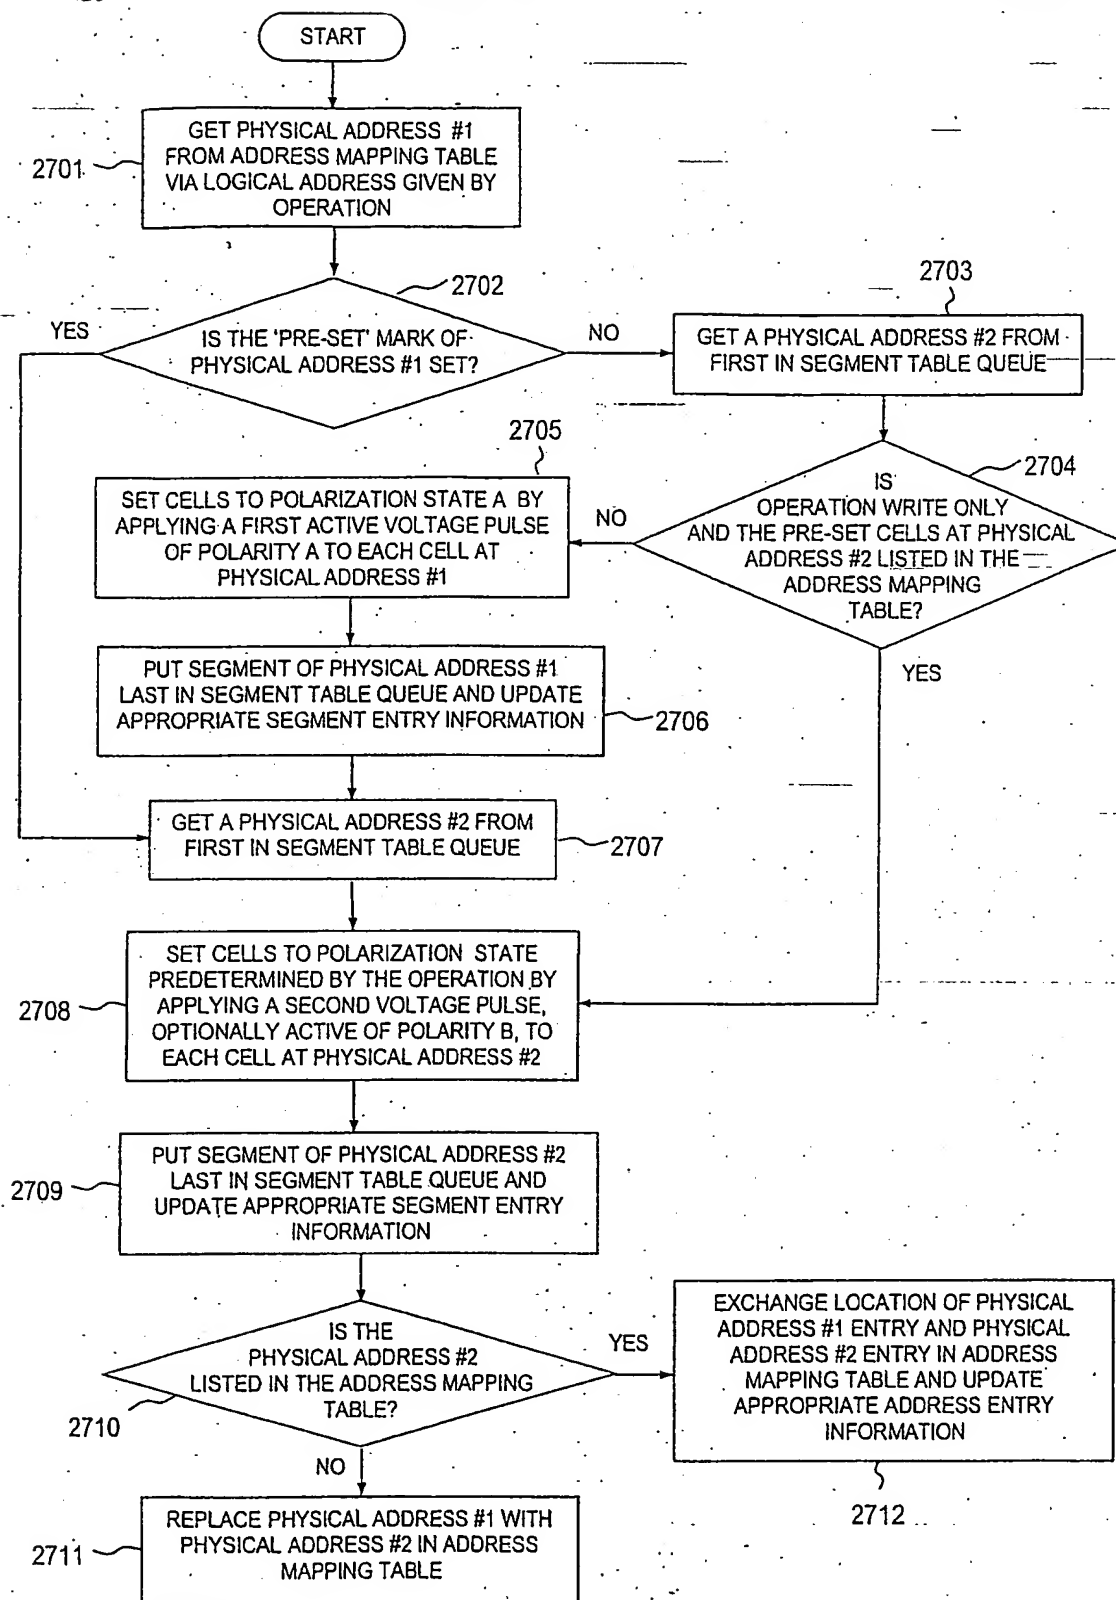 START
GET PHYSICAL ADDRESS #1
FROM ADDRESS MAPPING TABLE
VIA LOGICAL ADDRESS GIVEN BY
OPERATION
2701
2702
IS THE 'PRE-SET' MARK OF
PHYSICAL ADDRESS #1 SET?
YES
NO
2703
GET A PHYSICAL ADDRESS #2 FROM
FIRST IN SEGMENT TABLE QUEUE
2704
IS
OPERATION WRITE ONLY
AND THE PRE-SET CELLS AT PHYSICAL
ADDRESS #2 LISTED IN THE
ADDRESS MAPPING
TABLE?
NO
YES
2705
SET CELLS TO POLARIZATION STATE A BY
APPLYING A FIRST ACTIVE VOLTAGE PULSE
OF POLARITY A TO EACH CELL AT
PHYSICAL ADDRESS #1
PUT SEGMENT OF PHYSICAL ADDRESS #1
LAST IN SEGMENT TABLE QUEUE AND UPDATE
APPROPRIATE SEGMENT ENTRY INFORMATION
2706
GET A PHYSICAL ADDRESS #2 FROM
FIRST IN SEGMENT TABLE QUEUE
2707
SET CELLS TO POLARIZATION STATE
PREDETERMINED BY THE OPERATION BY
APPLYING A SECOND VOLTAGE PULSE,
OPTIONALLY ACTIVE OF POLARITY B, TO
EACH CELL AT PHYSICAL ADDRESS #2
2708
PUT SEGMENT OF PHYSICAL ADDRESS #2
LAST IN SEGMENT TABLE QUEUE AND
UPDATE APPROPRIATE SEGMENT ENTRY
INFORMATION
2709
IS THE
PHYSICAL ADDRESS #2
LISTED IN THE ADDRESS MAPPING
TABLE?
2710
YES
NO
EXCHANGE LOCATION OF PHYSICAL
ADDRESS #1 ENTRY AND PHYSICAL
ADDRESS #2 ENTRY IN ADDRESS
MAPPING TABLE AND UPDATE
APPROPRIATE ADDRESS ENTRY
INFORMATION
2712
REPLACE PHYSICAL ADDRESS #1 WITH
PHYSICAL ADDRESS #2 IN ADDRESS
MAPPING TABLE
2711